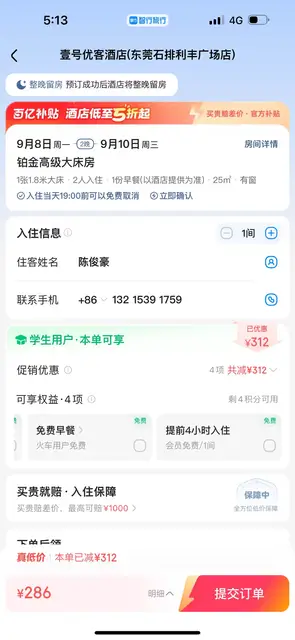 5:13
智行旅行
4G
壹号优客酒店(东莞石排利丰广场店)
整晚留房 预订成功后酒店将整晚留房
百亿补贴 酒店低至5折起
买贵赔差价·官方补贴
9月8日周一 2晚 9月10日周三
房间详情
铂金高级大床房
1张1.8米大床·2人入住·1份早餐(以酒店提供为准)·25㎡·有窗
入住当天19:00前可以免费取消 立即确认
入住信息
1间
住客姓名 陈俊豪
联系手机 +86 132 1539 1759
学生用户·本单可享
已优惠
¥312
促销优惠
4项 共减¥312
可享权益·4项
剩4积分可用
免费
免费早餐 >
火车用户免费
免费
提前4小时入住
会员免费/1间
买贵就赔·入住保障
买贵赔差价、最高可赔 ¥1000 >
保障中
全方位低价保障
下单后领
真低价 本单已减¥312
¥286
明细
提交订单